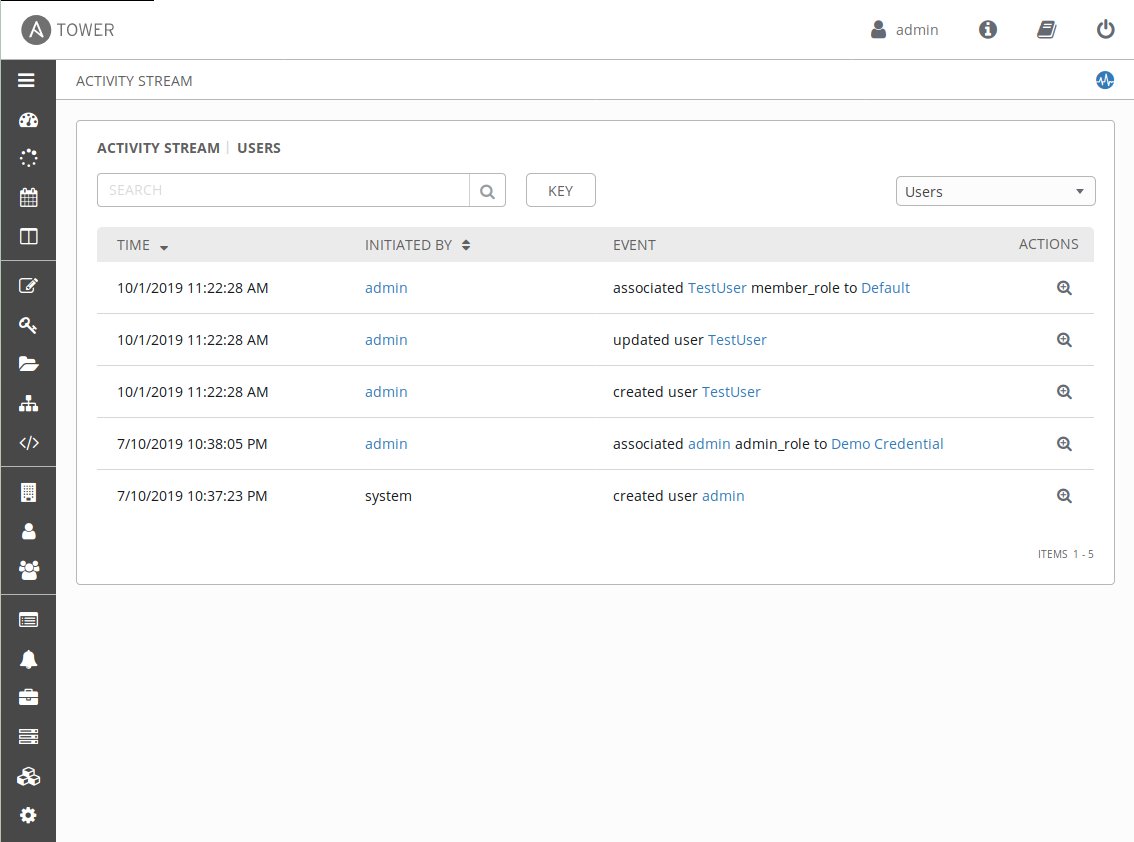 TOWER
admin
ACTIVITY STREAM
ACTIVITY STREAM | USERS
SEARCH
KEY
Users
TIME INITIATED BY EVENT ACTIONS
10/1/2019 11:22:28 AM admin associated TestUser member_role to Default
10/1/2019 11:22:28 AM admin updated user TestUser
10/1/2019 11:22:28 AM admin created user TestUser
7/10/2019 10:38:05 PM admin associated admin admin_role to Demo Credential
7/10/2019 10:37:23 PM system created user admin
ITEMS 1 - 5